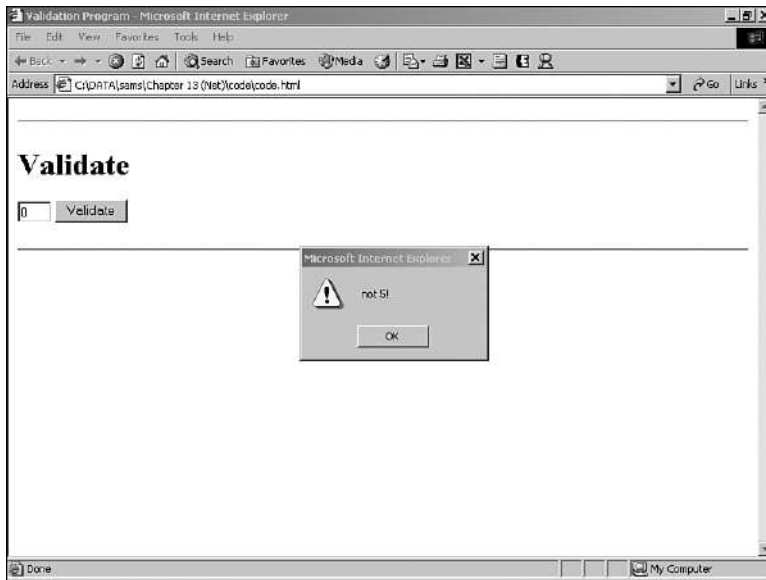 Validation Program - Microsoft Internet Explorer
File Edit View Favorites Tools Help
Back Search Favorites Media
Address C:\DATA\sams\Chapter 13 (Net)\code\code.html Go Links
Validate
0 Validate
Microsoft Internet Explorer
not 5!
OK
Done My Computer